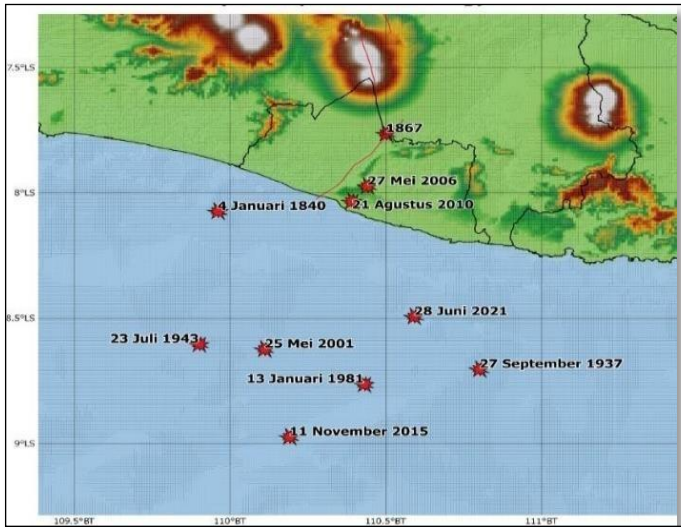 7.5°LS
1867
27 Mei 2006
8°LS
4 Januari 1840
21 Agustus 2010
28 Juni 2021
8.5°LS
23 Juli 1943
25 Mei 2001
27 September 1937
13 Januari 1981
11 November 2015
9°LS
109.5°BT
110°BT
110.5°BT
111°BT